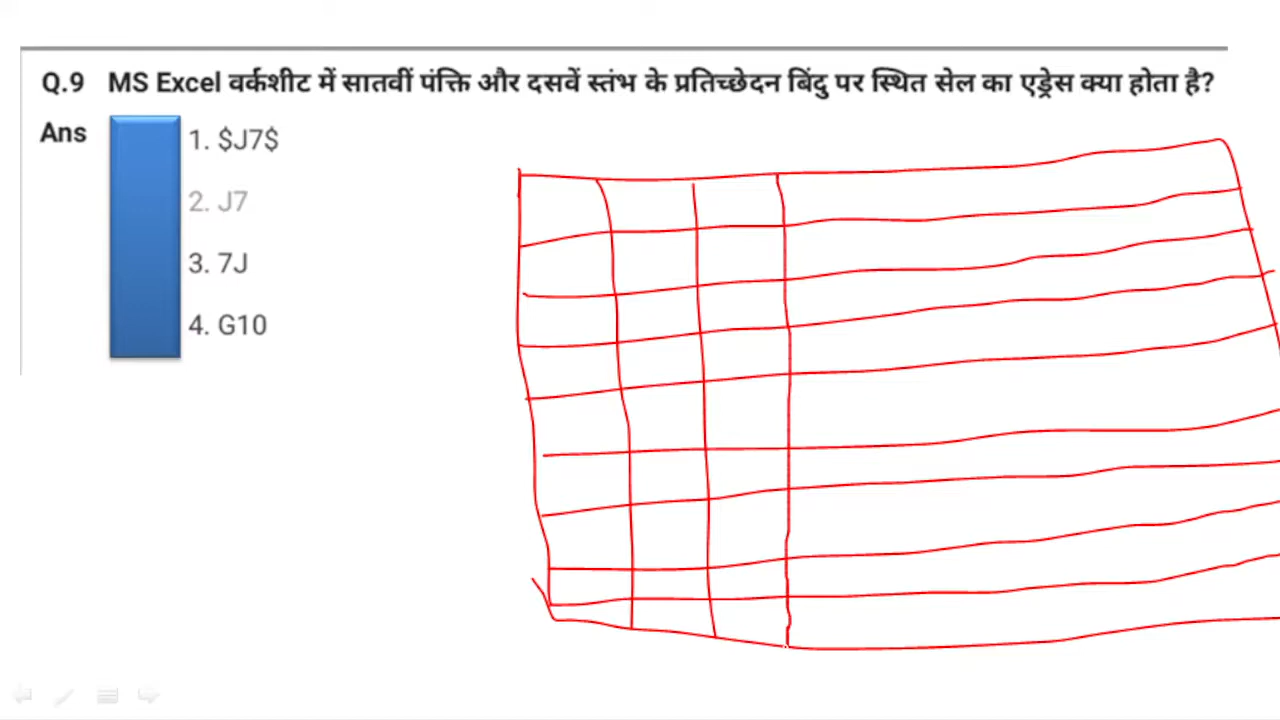 Q.9 MS Excel वर्कशीट में सातवीं पंक्ति और दसवें स्तंभ के प्रतिच्छेदन बिंदु पर स्थित सेल का एड्रेस क्या होता है?
Ans 1. $J7$
2. J7
3. 7J
4. G10